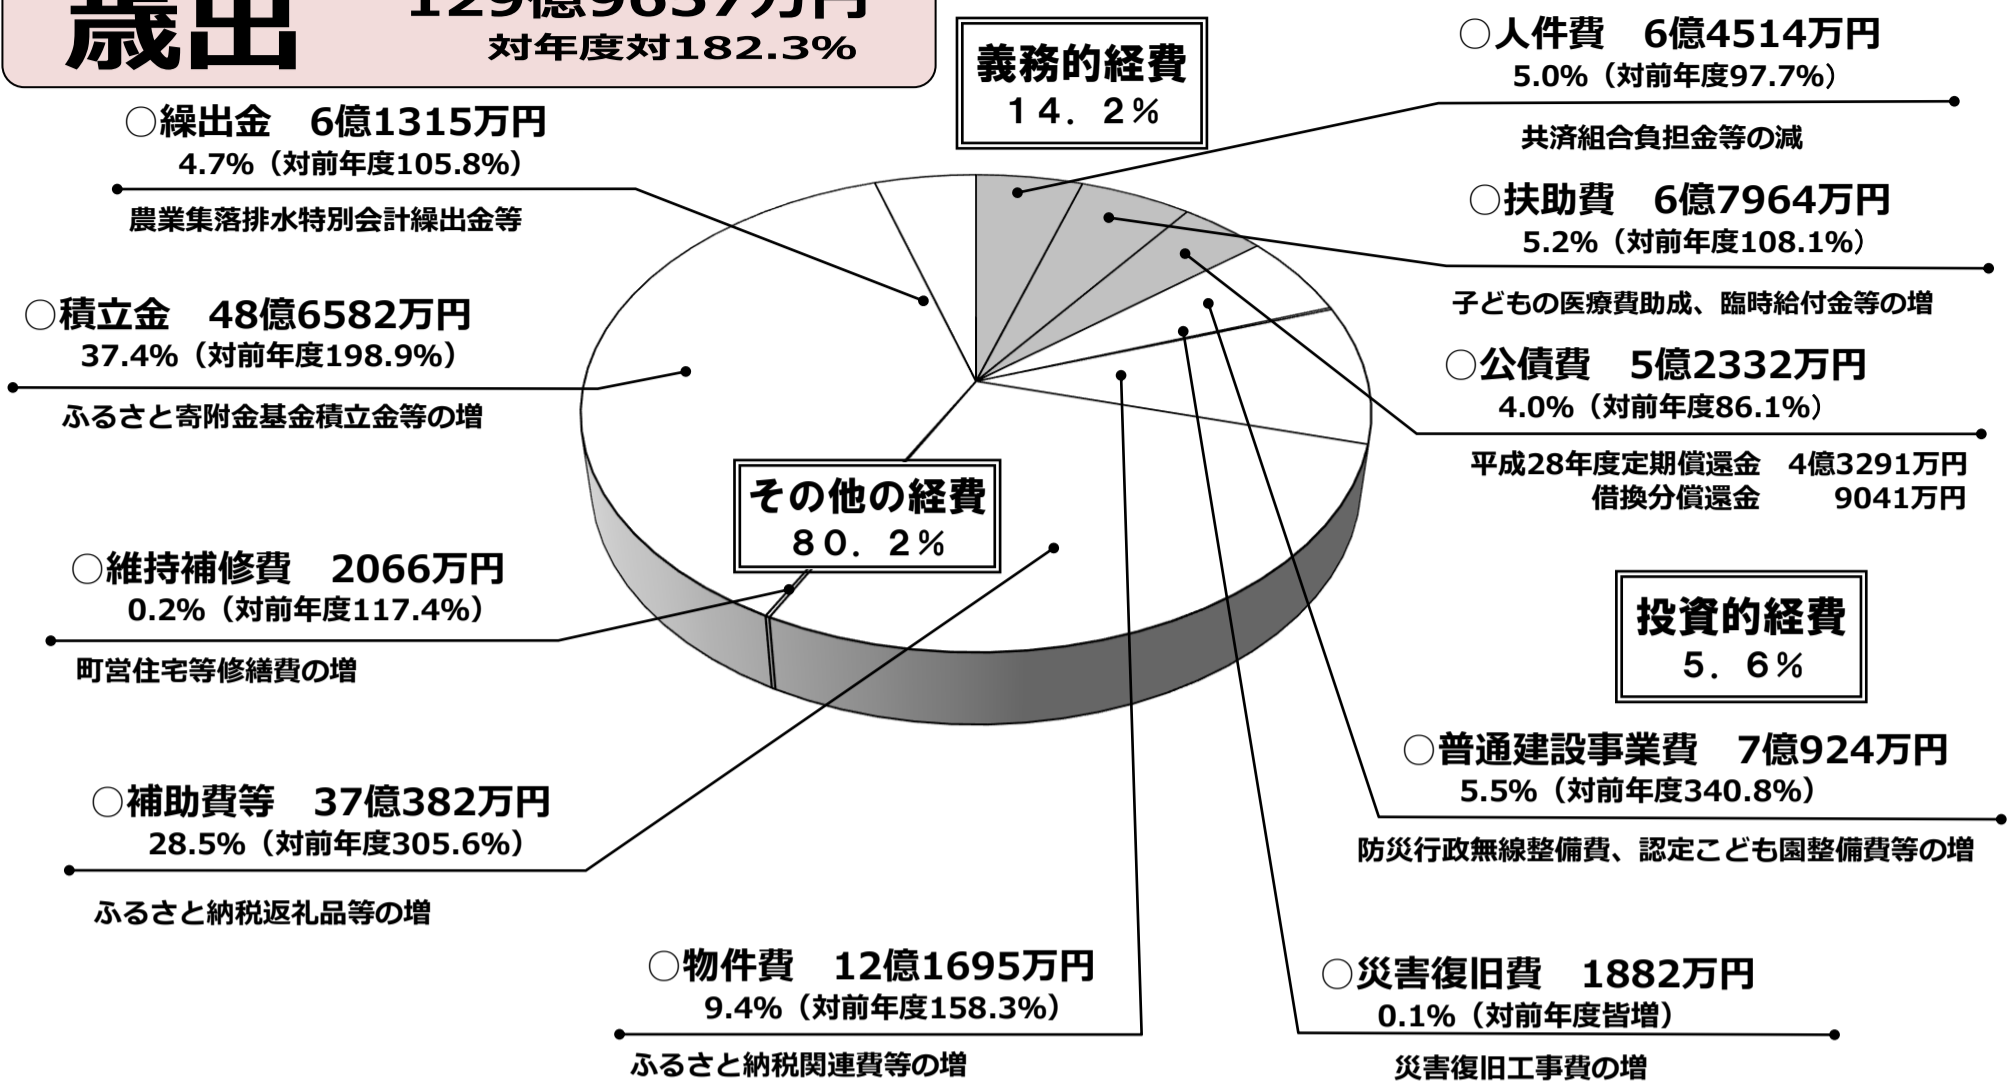 歳出
129億9637万円
対年度対182.3%
義務的経費
１４．２％
○人件費　6億4514万円
5.0%（対前年度97.7%）
共済組合負担金等の減
○扶助費　6億7964万円
5.2%（対前年度108.1%）
子どもの医療費助成、臨時給付金等の増
○公債費　5億2332万円
4.0%（対前年度86.1%）
平成28年度定期償還金　4億3291万円
借換分償還金　9041万円
○繰出金　6億1315万円
4.7%（対前年度105.8%）
農業集落排水特別会計繰出金等
○積立金　48億6582万円
37.4%（対前年度198.9%）
ふるさと寄附金基金積立金等の増
その他の経費
８０．２％
○維持補修費　2066万円
0.2%（対前年度117.4%）
町営住宅等修繕費の増
○補助費等　37億382万円
28.5%（対前年度305.6%）
ふるさと納税返礼品等の増
投資的経費
５．６％
○普通建設事業費　7億924万円
5.5%（対前年度340.8%）
防災行政無線整備費、認定こども園整備費等の増
○物件費　12億1695万円
9.4%（対前年度158.3%）
ふるさと納税関連費等の増
○災害復旧費　1882万円
0.1%（対前年度皆増）
災害復旧工事費の増